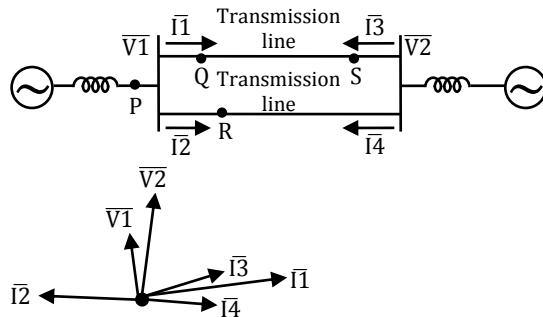 Transmission
line
V1
I1
I3
V2
Q
S
P
Transmission
line
R
I2
I4
V2
V1
I3
I1
I2
I4